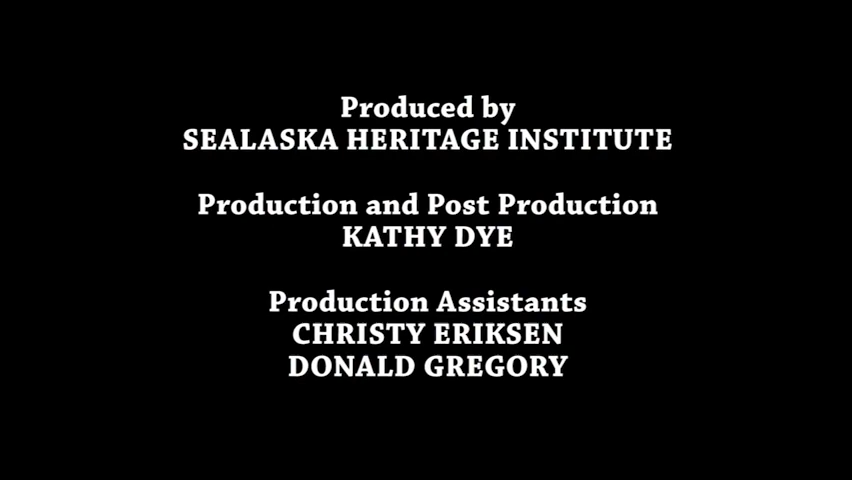 Produced by
SEALASKA HERITAGE INSTITUTE
Production and Post Production
KATHY DYE
Production Assistants
CHRISTY ERIKSEN
DONALD GREGORY